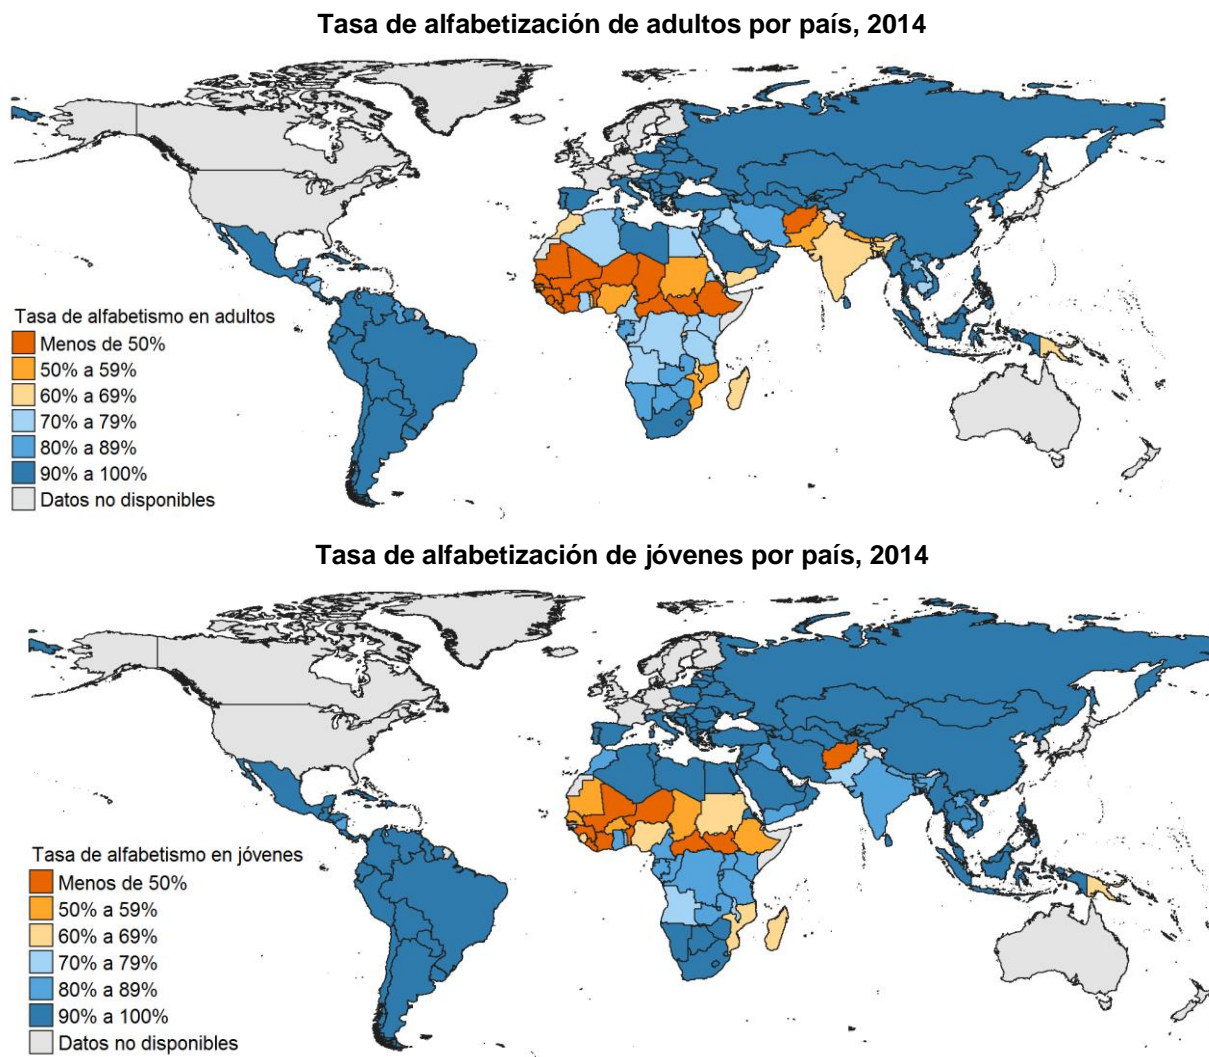 Tasa de alfabetización de adultos por país, 2014
Tasa de alfabetismo en adultos
Menos de 50%
50% a 59%
60% a 69%
70% a 79%
80% a 89%
90% a 100%
Datos no disponibles
Tasa de alfabetización de jóvenes por país, 2014
Tasa de alfabetismo en jóvenes
Menos de 50%
50% a 59%
60% a 69%
70% a 79%
80% a 89%
90% a 100%
Datos no disponibles